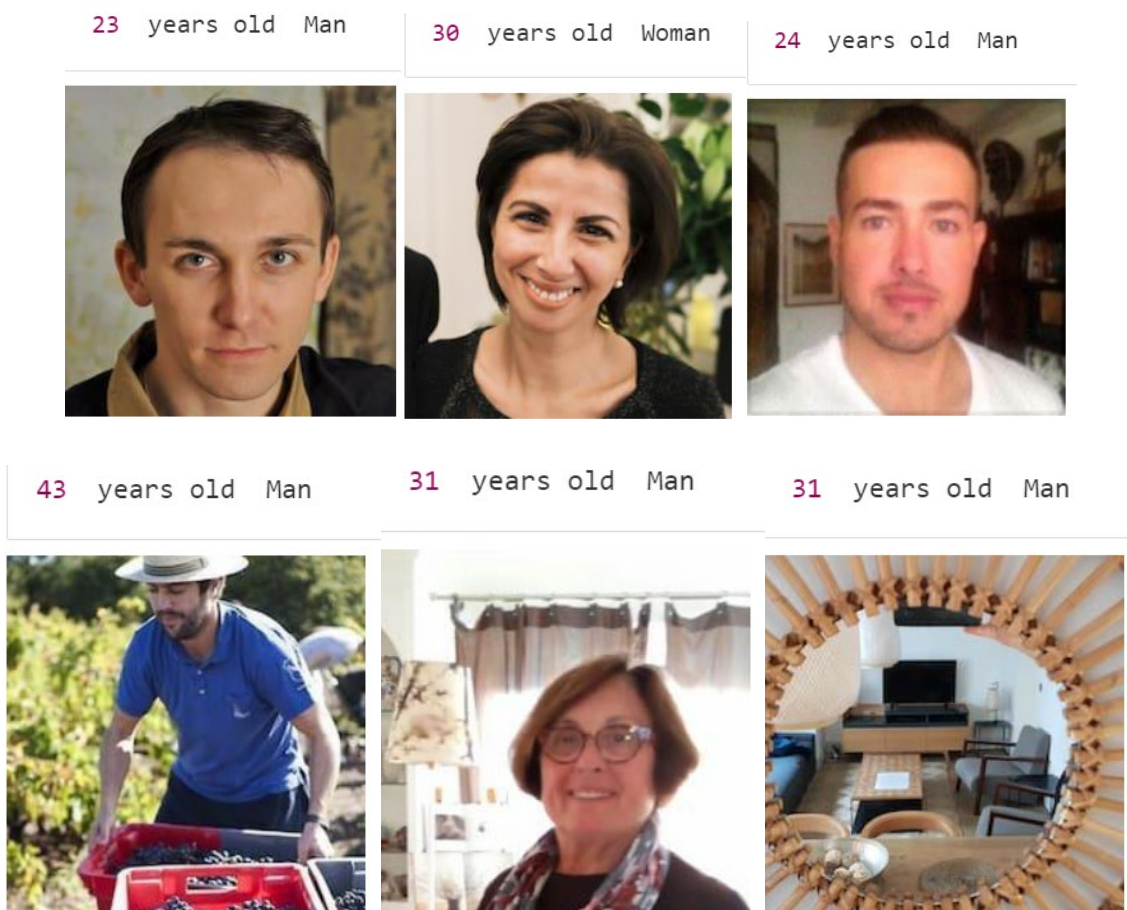 23 years old Man
30 years old Woman
24 years old Man
43 years old Man
31 years old Man
31 years old Man